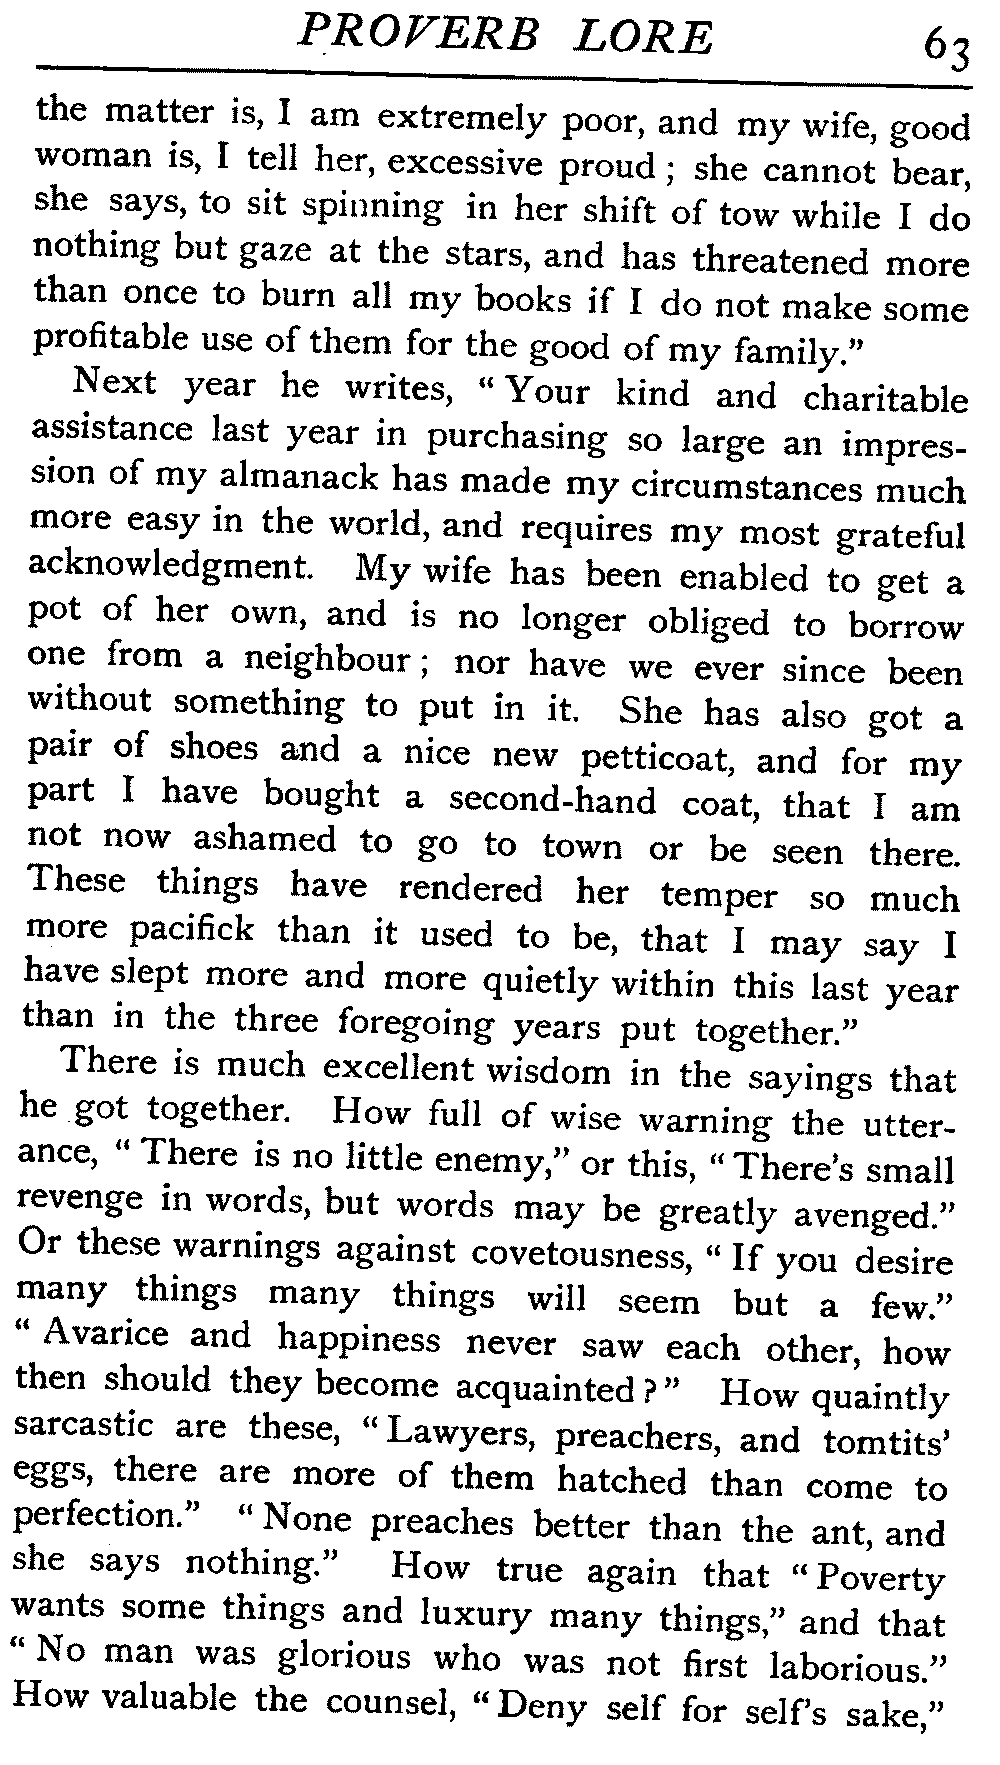 PROVERB LORE 63
the matter is, I am extremely poor, and my wife, good
woman is, I tell her, excessive proud ; she cannot bear,
she says, to sit spinning in her shift of tow while I do
nothing but gaze at the stars, and has threatened more
than once to burn all my books if I do not make some
profitable use of them for the good of my family.”
Next year he writes, “ Your kind and charitable
assistance last year in purchasing so large an impres-
sion of my almanack has made my circumstances much
more easy in the world, and requires my most grateful
acknowledgment. My wife has been enabled to get a
pot of her own, and is no longer obliged to borrow
one from a neighbour ; nor have we ever since been
without something to put in it. She has also got a
pair of shoes and a nice new petticoat, and for my
part I have bought a second-hand coat, that I am
not now ashamed to go to town or be seen there.
These things have rendered her temper so much
more pacifick than it used to be, that I may say I
have slept more and more quietly within this last year
than in the three foregoing years put together.”
There is much excellent wisdom in the sayings that
he got together. How full of wise warning the utter-
ance, “ There is no little enemy,” or this, “ There’s small
revenge in words, but words may be greatly avenged.”
Or these warnings against covetousness, “ If you desire
many things many things will seem but a few.”
“ Avarice and happiness never saw each other, how
then should they become acquainted ? ” How quaintly
sarcastic are these, “ Lawyers, preachers, and tomtits’
eggs, there are more of them hatched than come to
perfection.” “ None preaches better than the ant, and
she says nothing.” How true again that “ Poverty
wants some things and luxury many things,” and that
“ No man was glorious who was not first laborious.”
How valuable the counsel, “ Deny self for self’s sake,”